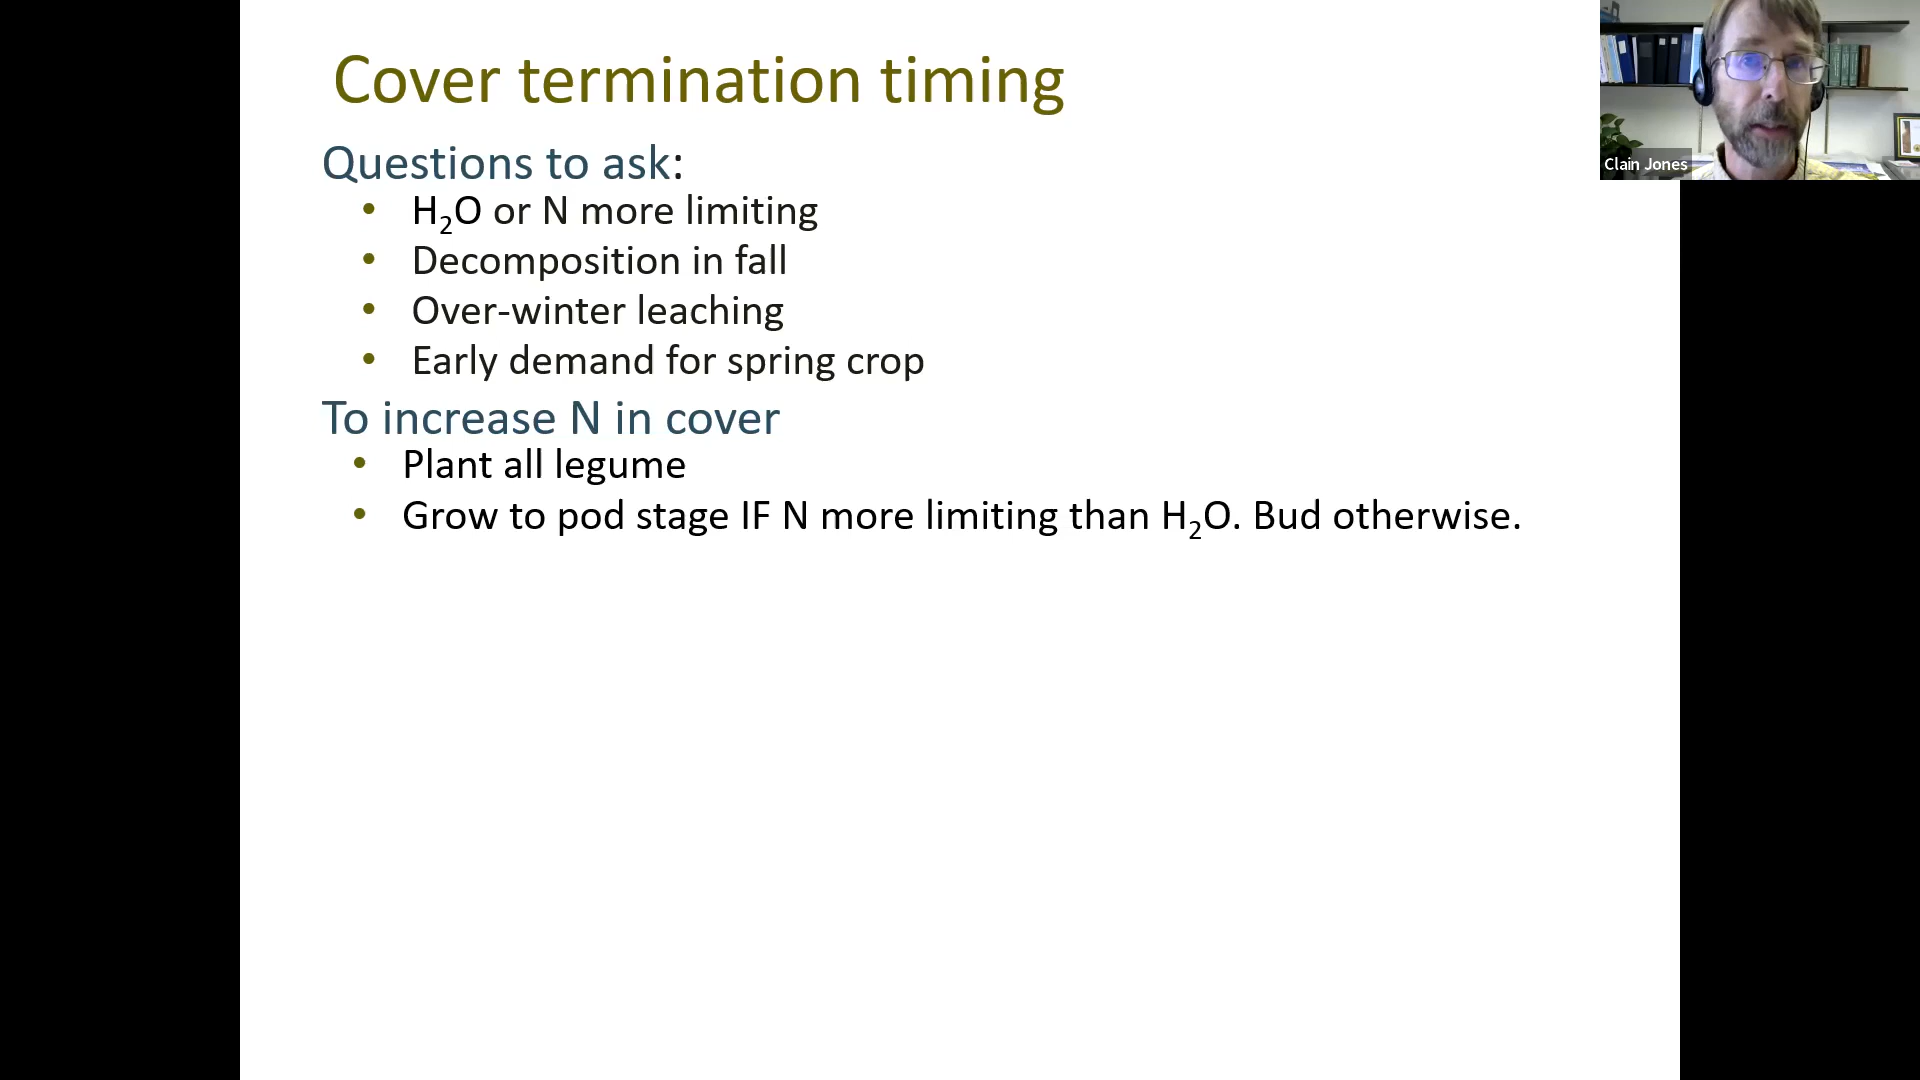 Cover termination timing
Clain Jones
Questions to ask:
• H₂O or N more limiting
• Decomposition in fall
• Over-winter leaching
• Early demand for spring crop
To increase N in cover
• Plant all legume
• Grow to pod stage IF N more limiting than H₂O. Bud otherwise.